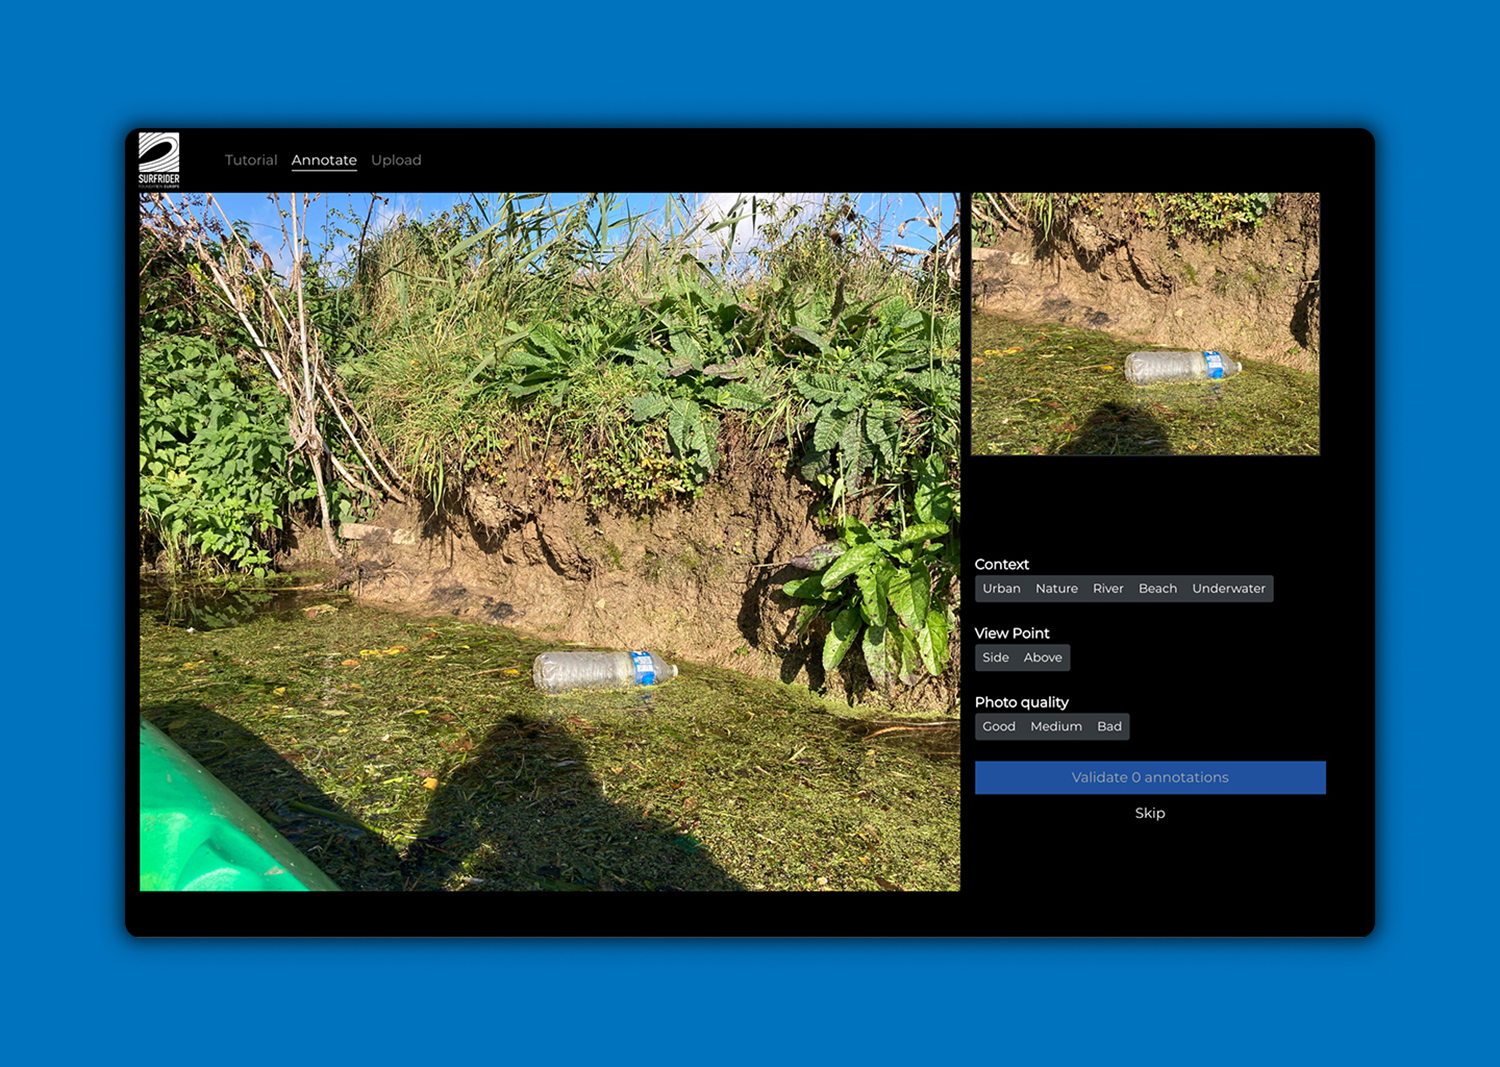 SURFRIDER
FOUNDATION EUROPE
Tutorial Annotate Upload
Context
Urban Nature River Beach Underwater
View Point
Side Above
Photo quality
Good Medium Bad
Validate 0 annotations
Skip